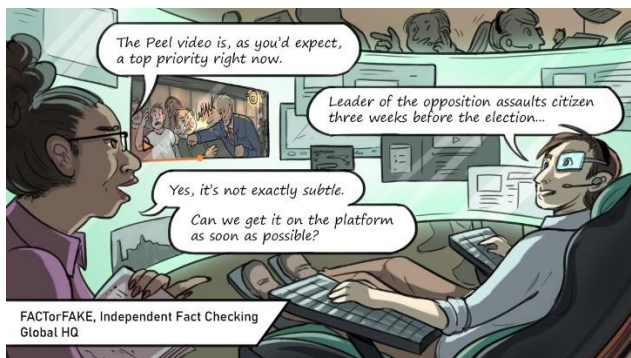 The Peel video is, as you'd expect,
a top priority right now.
Leader of the opposition assaults citizen
three weeks before the election...
Yes, it's not exactly subtle.
Can we get it on the platform
as soon as possible?
FACTorFAKE, Independent Fact Checking
Global HQ